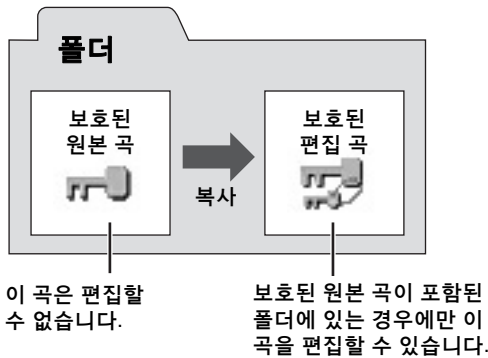 폴더
보호된
원본 곡
복사
보호된
편집 곡
이 곡은 편집할
수 없습니다.
보호된 원본 곡이 포함된
폴더에 있는 경우에만 이
곡을 편집할 수 있습니다.